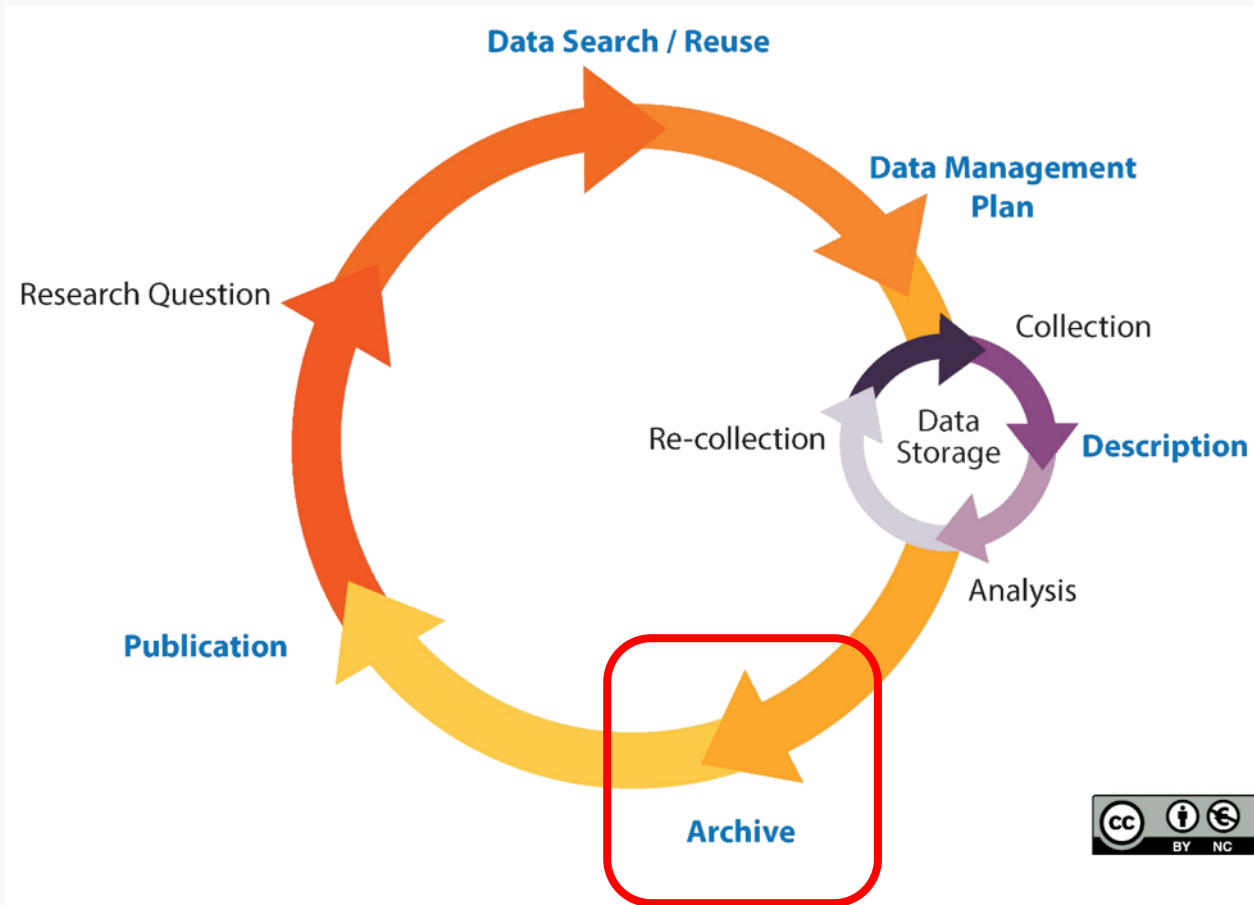 Data Search / Reuse
Data Management
Plan
Research Question
Collection
Re-collection
Data
Storage
Description
Analysis
Publication
Archive
cc
BY NC